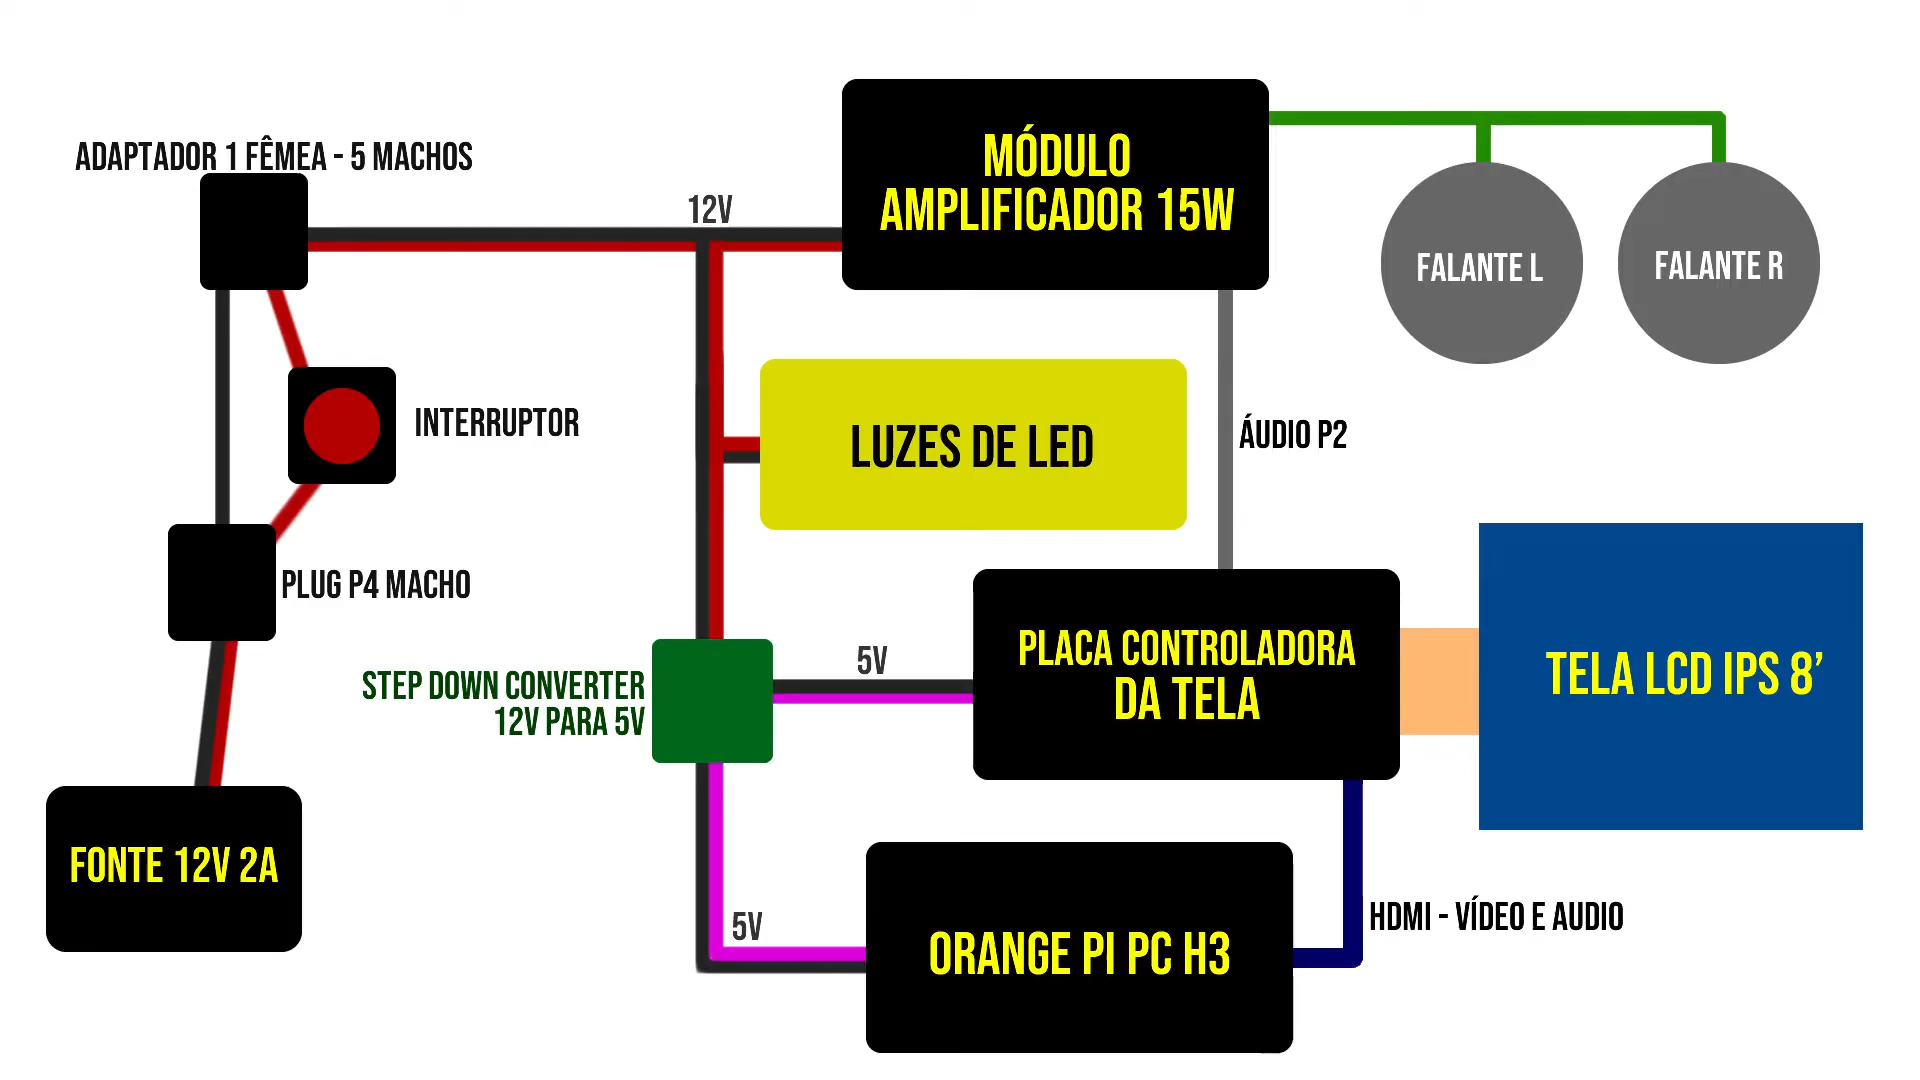 MÓDULO
AMPLIFICADOR 15W
ADAPTADOR 1 FÊMEA - 5 MACHOS
12V
FALANTE L
FALANTE R
INTERRUPTOR
LUZES DE LED
ÁUDIO P2
PLUG P4 MACHO
STEP DOWN CONVERTER
12V PARA 5V
5V
PLACA CONTROLADORA
DA TELA
TELA LCD IPS 8’
FONTE 12V 2A
5V
ORANGE PI PC H3
HDMI - VÍDEO E AUDIO